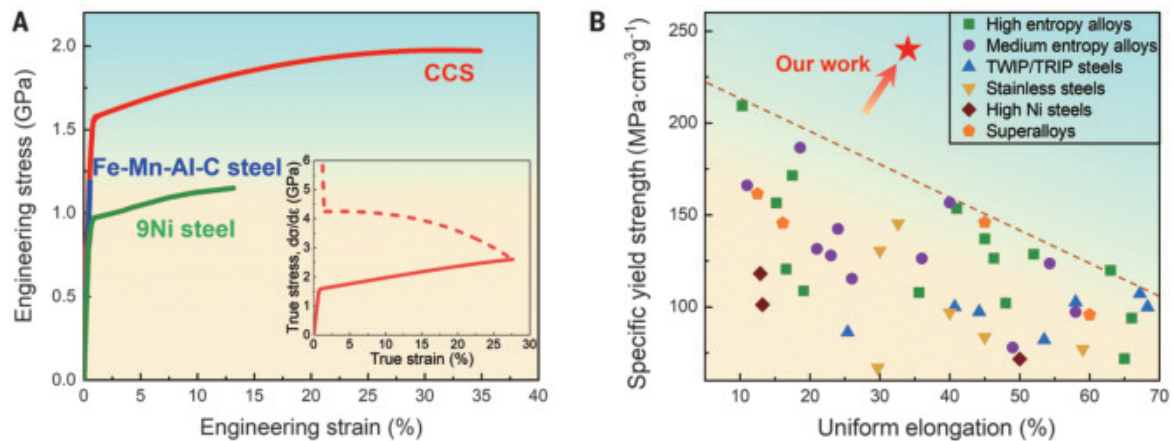 A
Engineering stress (GPa)
2.0
1.5
1.0
0.5
0.0
CCS
Fe-Mn-Al-C steel
9Ni steel
True stress, dσ/dε (GPa)
6
5
4
3
2
1
0
0 5 10 15 20 25 30
True strain (%)
0 5 10 15 20 25 30 35 40
Engineering strain (%)
B
Specific yield strength (MPa·cm³g⁻¹)
250
200
150
100
Our work
High entropy alloys
Medium entropy alloys
TWIP/TRIP steels
Stainless steels
High Ni steels
Superalloys
10 20 30 40 50 60 70
Uniform elongation (%)